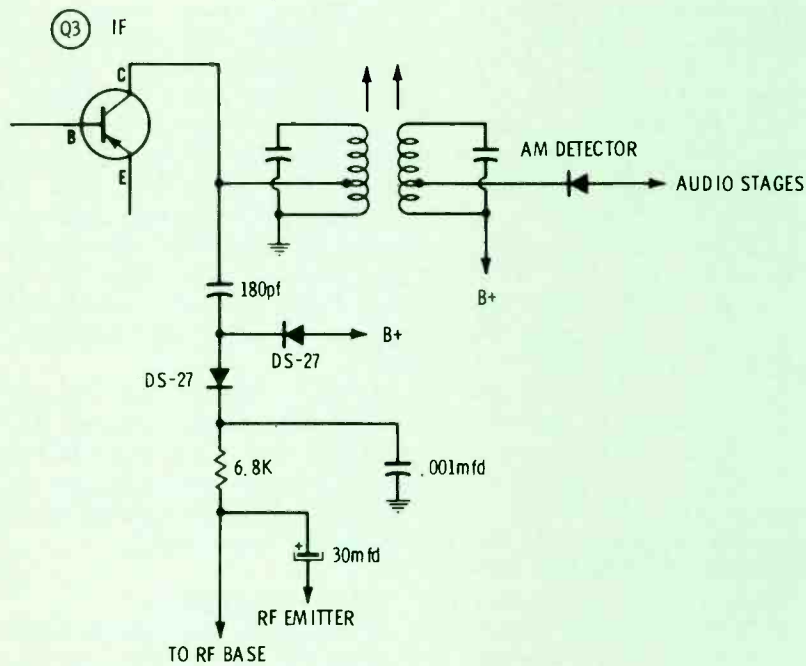 Q3 IF
C
B
E
AM DETECTOR
AUDIO STAGES
B+
180pf
B+
DS-27
DS-27
6.8K
.001mfd
+
30mfd
RF EMITTER
TO RF BASE